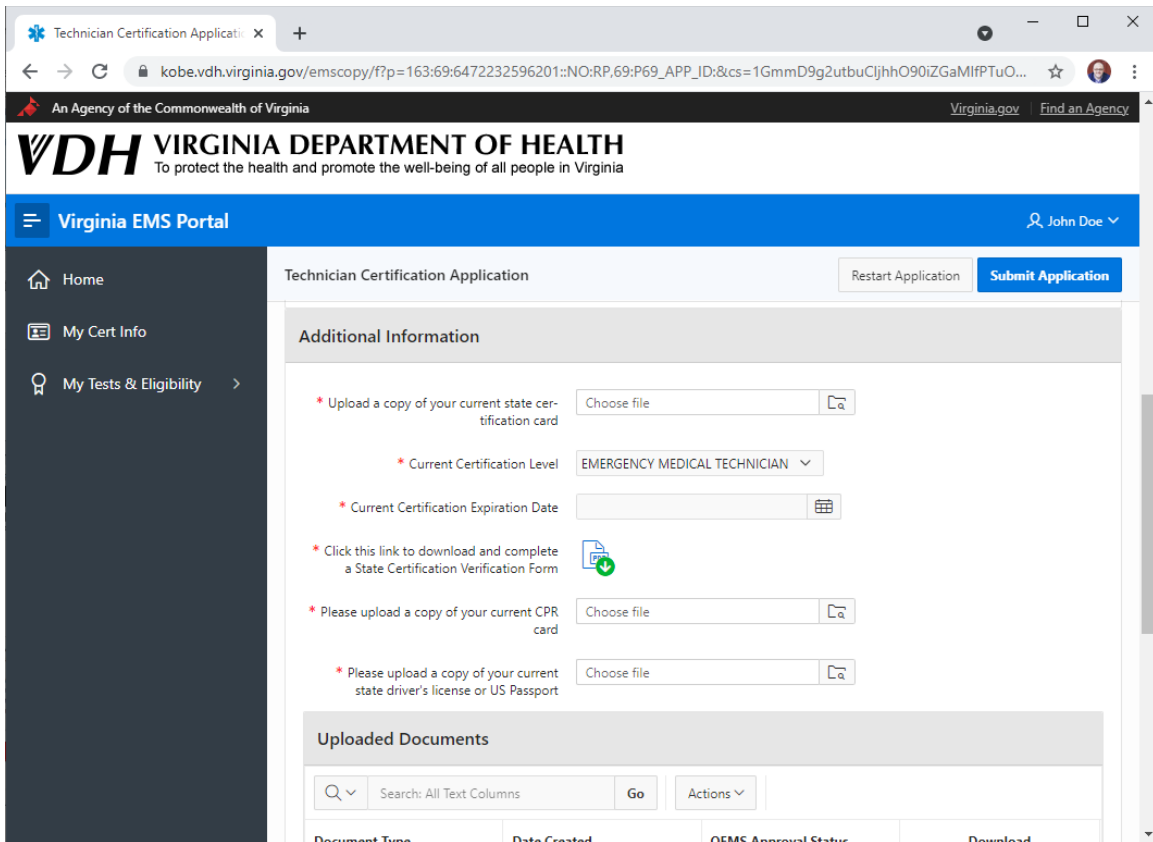 Technician Certification Applicatic
kobe.vdh.virginia.gov/emscopy/f?p=163:69:6472232596201::NO:RP,69:P69_APP_ID:&cs=1GmmD9g2utbuCljhhO90iZGaMlfPTuO...
An Agency of the Commonwealth of Virginia
Virginia.gov
Find an Agency
VDH VIRGINIA DEPARTMENT OF HEALTH
To protect the health and promote the well-being of all people in Virginia
Virginia EMS Portal
John Doe
Home
My Cert Info
My Tests & Eligibility
Technician Certification Application
Restart Application
Submit Application
Additional Information
* Upload a copy of your current state cer-
tification card
Choose file
* Current Certification Level
EMERGENCY MEDICAL TECHNICIAN
* Current Certification Expiration Date
* Click this link to download and complete
a State Certification Verification Form
PDF
* Please upload a copy of your current CPR
card
Choose file
* Please upload a copy of your current
state driver's license or US Passport
Choose file
Uploaded Documents
Search: All Text Columns
Go
Actions
Document Type
Date Created
OEMS Approval Status
Download